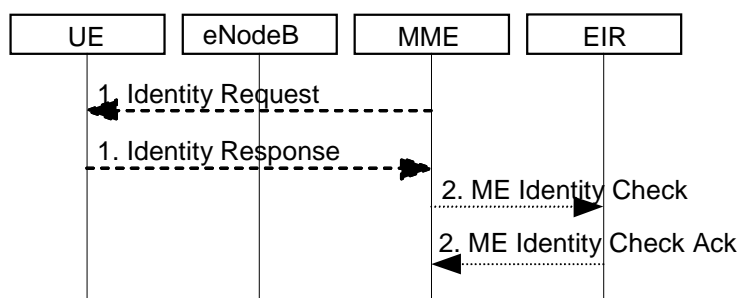 UE eNodeB MME EIR
1. Identity Request
1. Identity Response
2. ME Identity Check
2. ME Identity Check Ack